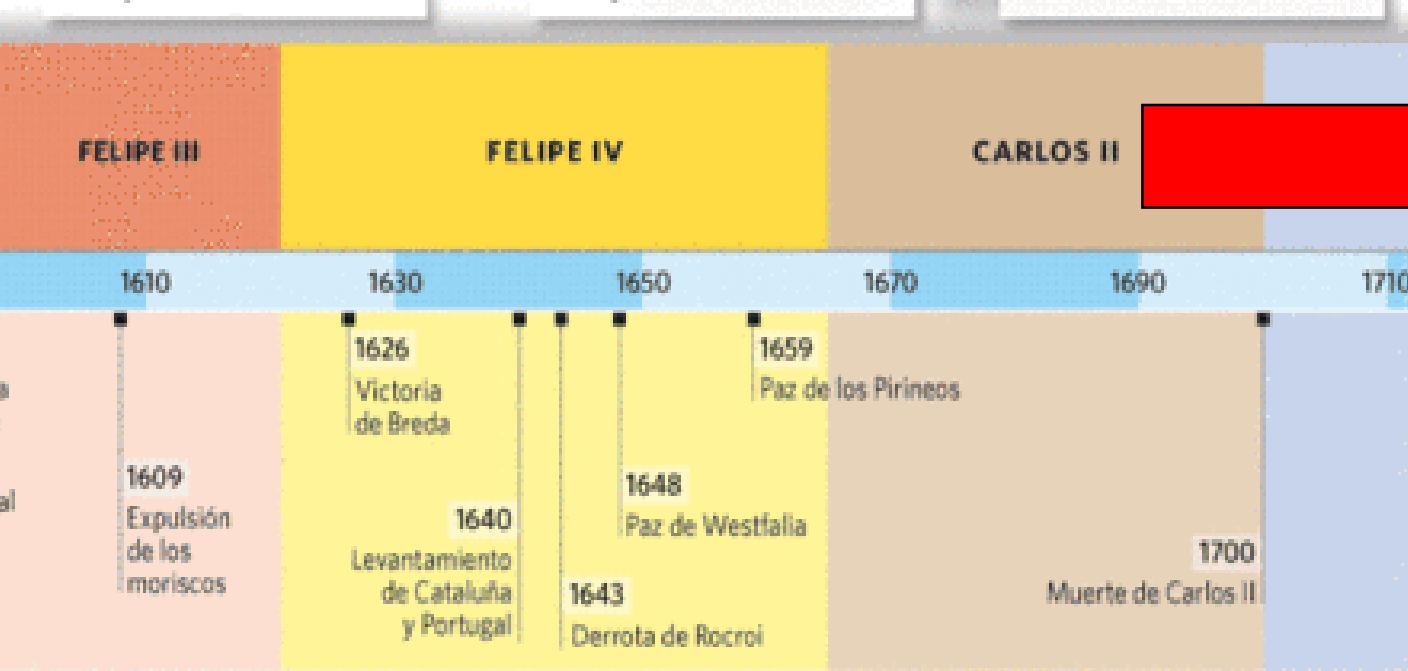 FELIPE III
FELIPE IV
CARLOS II
1610
1630
1650
1670
1690
1710
1626
Victoria
de Breda
1659
Paz de los Pirineos
1609
Expulsión
de los
moriscos
1640
Levantamiento
de Cataluña
y Portugal
1643
Derrota de Rocroi
1648
Paz de Westfalia
1700
Muerte de Carlos II